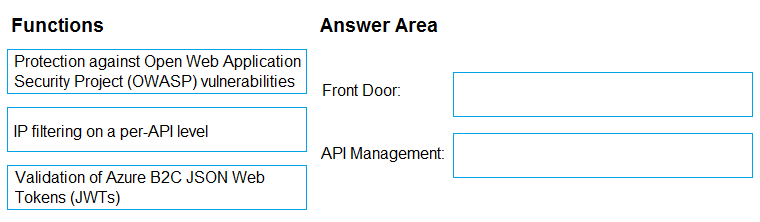 Functions
Protection against Open Web Application
Security Project (OWASP) vulnerabilities
IP filtering on a per-API level
Validation of Azure B2C JSON Web
Tokens (JWTs)
Answer Area
Front Door:
API Management: